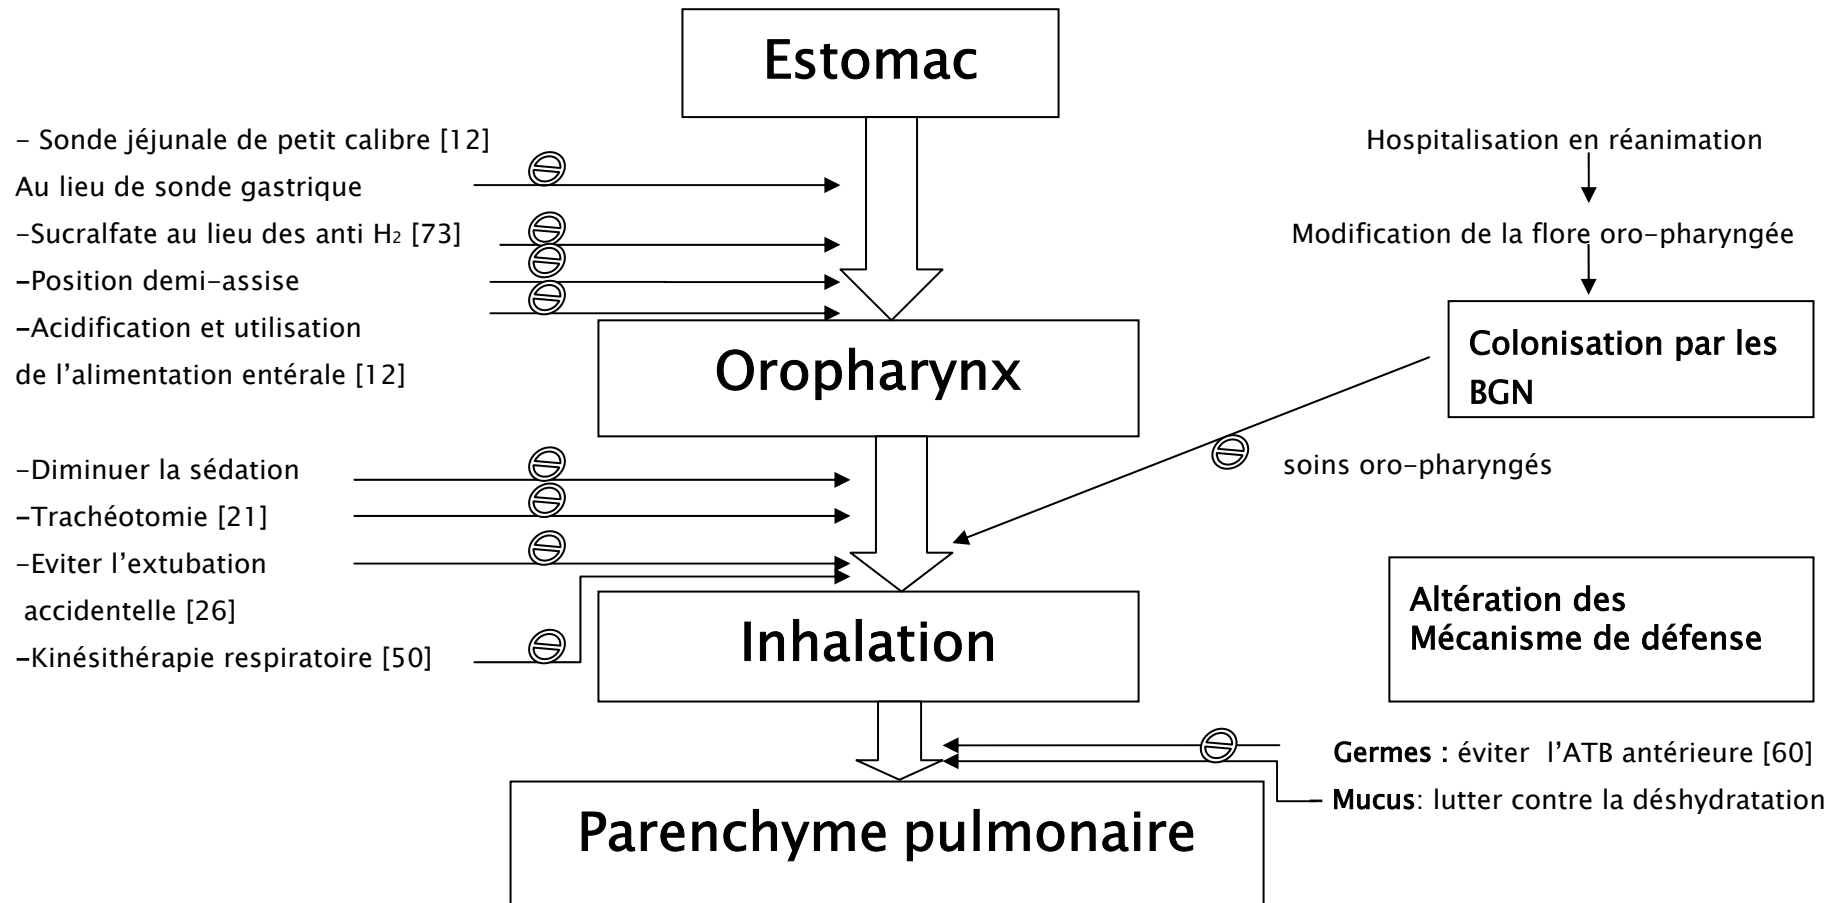 Estomac
- Sonde jéjunale de petit calibre [12]
Au lieu de sonde gastrique
-Sucralfate au lieu des anti H₂ [73]
-Position demi-assise
-Acidification et utilisation
de l'alimentation entérale [12]
Hospitalisation en réanimation
Modification de la flore oro-pharyngée
Colonisation par les
BGN
Oropharynx
-Diminuer la sédation
-Trachéotomie [21]
-Eviter l'extubation
accidentelle [26]
-Kinésithérapie respiratoire [50]
soins oro-pharyngés
Inhalation
Altération des
Mécanisme de défense
Germes : éviter l'ATB antérieure [60]
Mucus: lutter contre la déshydratation
Parenchyme pulmonaire